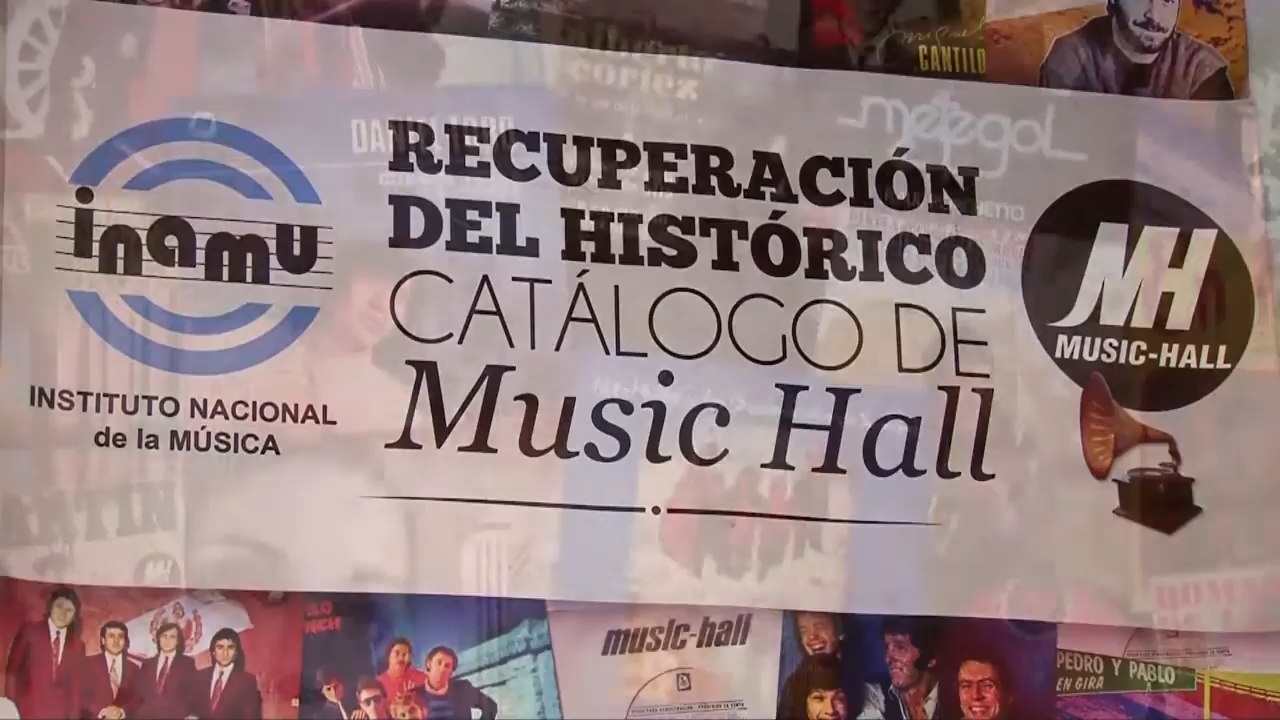 CANTILO
cortez
metegol
RECUPERACIÓN
DEL HISTÓRICO
CATÁLOGO DE
Music Hall
inamu
INSTITUTO NACIONAL
de la MÚSICA
MH
MUSIC-HALL
music-hall
PEDRO Y PABLO
EN GIRA